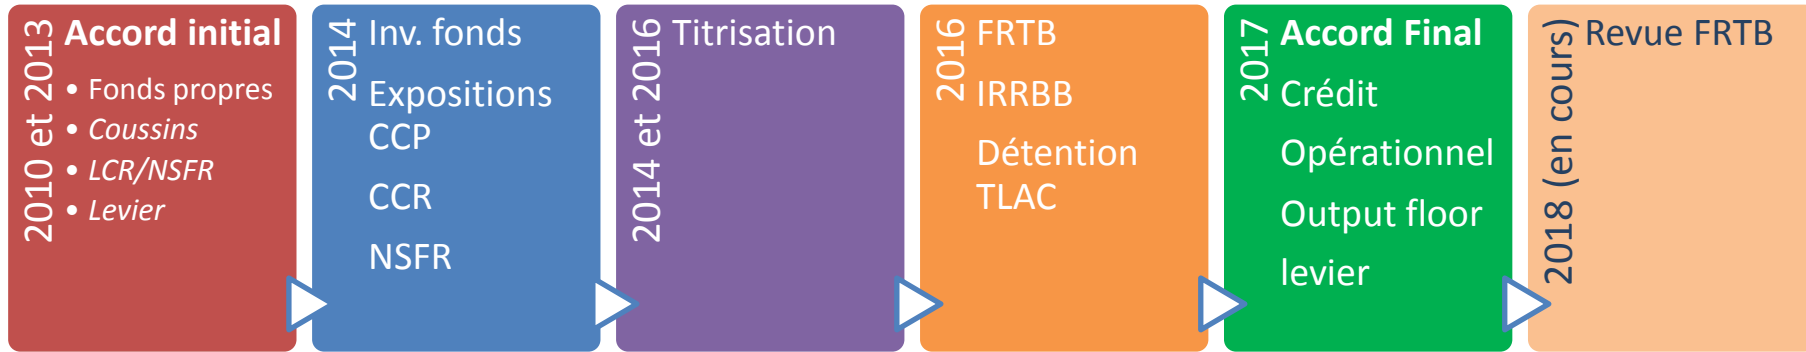 2010 et 2013
Accord initial
• Fonds propres
• Coussins
• LCR/NSFR
• Levier
2014
Inv. fonds
Expositions
CCP
CCR
NSFR
2014 et 2016
Titrisation
2016
FRTB
IRRBB
Détention
TLAC
2017
Accord Final
Crédit
Opérationnel
Output floor
levier
2018 (en cours)
Revue FRTB